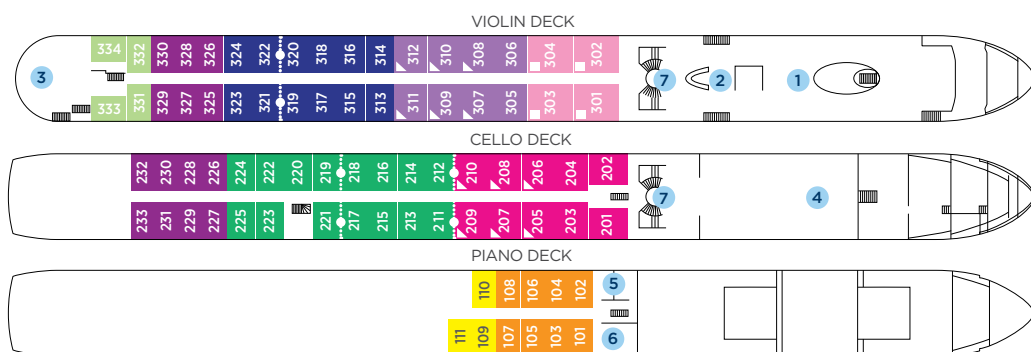 VIOLIN DECK
334 332 330 328 326 324 322 320 318 316 314 312 310 308 306 304 302
3 7 2 1
333 331 329 327 325 323 321 319 317 315 313 311 309 307 305 303 301
CELLO DECK
232 230 228 226 224 222 220 219 218 216 214 212 210 208 206 204 202
7 4
233 231 229 227 225 223 221 217 215 213 211 209 207 205 203 201
PIANO DECK
110 108 106 104 102 5
111 109 107 105 103 101 6